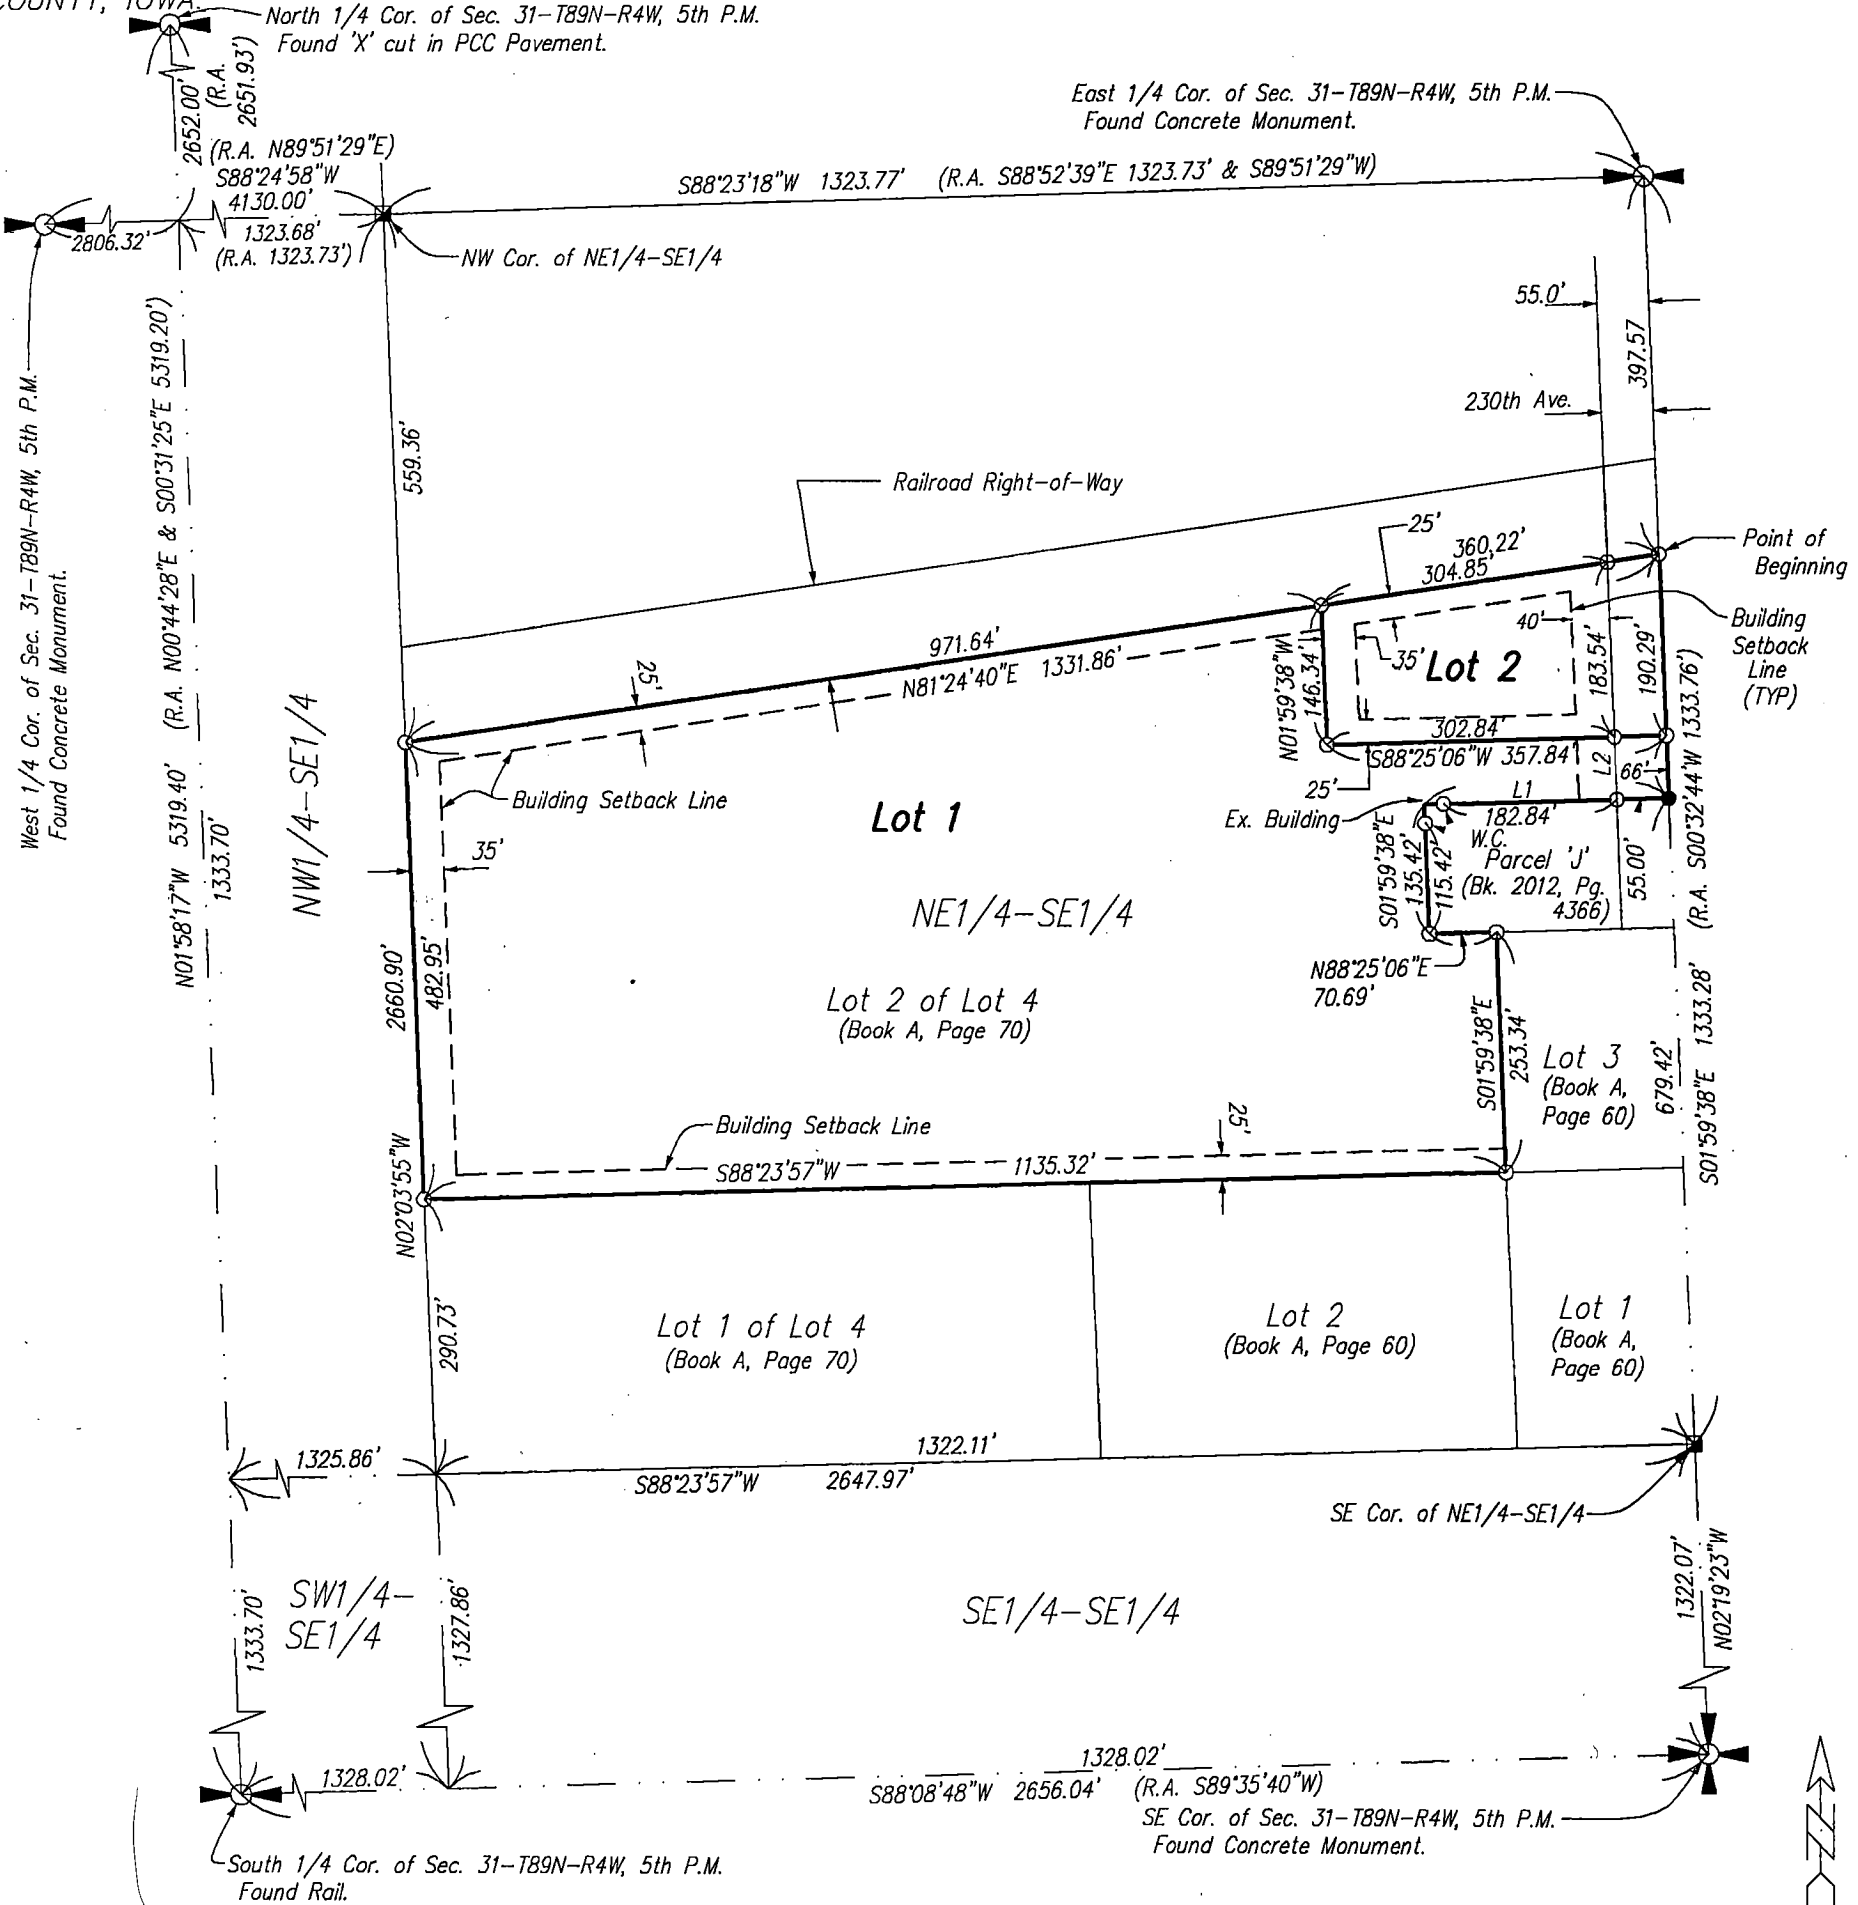 COUNTY, IOWA.
North 1/4 Cor. of Sec. 31-T89N-R4W, 5th P.M.
Found 'X' cut in PCC Pavement.
2652.00'
(R.A.
2651.93')
East 1/4 Cor. of Sec. 31-T89N-R4W, 5th P.M.
Found Concrete Monument.
(R.A. N89°51'29"E)
S88°24'58"W
4130.00'
S88°23'18"W 1323.77' (R.A. S88°52'39"E 1323.73' & S89°51'29"W)
2806.32'
1323.68'
(R.A. 1323.73')
NW Cor. of NE1/4-SE1/4
West 1/4 Cor. of Sec. 31-T89N-R4W, 5th P.M.
Found Concrete Monument.
N01°58'17"W 5319.40' (R.A. N00°44'28"E & S00°31'25"E 5319.20')
1333.70'
559.36'
55.0'
397.57
230th Ave.
Railroad Right-of-Way
25'
360.22'
304.85'
Point of
Beginning
Building
Setback
Line
(TYP)
40'
35'
Lot 2
183.54'
190.29'
971.64'
N81°24'40"E 1331.86'
25'
N01°59'38"W
146.34'
302.84'
S88°25'06"W 357.84'
L2
66'
NW1/4-SE1/4
Building Setback Line
Lot 1
25'
L1
Ex. Building
182.84'
W.C.
Parcel 'J'
(Bk. 2012, Pg.
4366)
55.00'
S01°59'38"E
135.42'
115.42'
35'
(R.A. S00°32'44"W 1333.76')
S01°59'38"E 1333.28'
NE1/4-SE1/4
N88°25'06"E
70.69'
2660.90'
482.95'
Lot 2 of Lot 4
(Book A, Page 70)
S01°59'38"E
253.34'
Lot 3
(Book A,
Page 60)
679.42'
Building Setback Line
25'
N02°03'55"W
S88°23'57"W
1135.32'
290.73'
Lot 1 of Lot 4
(Book A, Page 70)
Lot 2
(Book A, Page 60)
Lot 1
(Book A,
Page 60)
1325.86'
1322.11'
S88°23'57"W 2647.97'
SE Cor. of NE1/4-SE1/4
1333.70'
SW1/4-
SE1/4
1327.86'
SE1/4-SE1/4
1322.07'
N02°19'23"W
1328.02'
1328.02'
S88°08'48"W 2656.04' (R.A. S89°35'40"W)
SE Cor. of Sec. 31-T89N-R4W, 5th P.M.
Found Concrete Monument.
South 1/4 Cor. of Sec. 31-T89N-R4W, 5th P.M.
Found Rail.
N